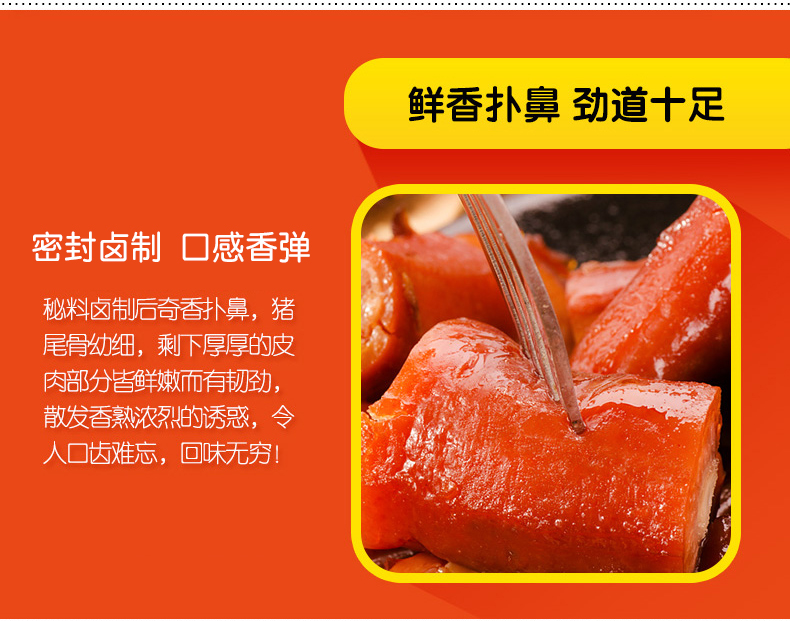 鲜香扑鼻 劲道十足
密封卤制 口感香弹
秘料卤制后奇香扑鼻，猪
尾骨幼细，剩下厚厚的皮
肉部分皆鲜嫩而有韧劲，
散发香熟浓烈的诱惑，令
人口齿难忘，回味无穷！